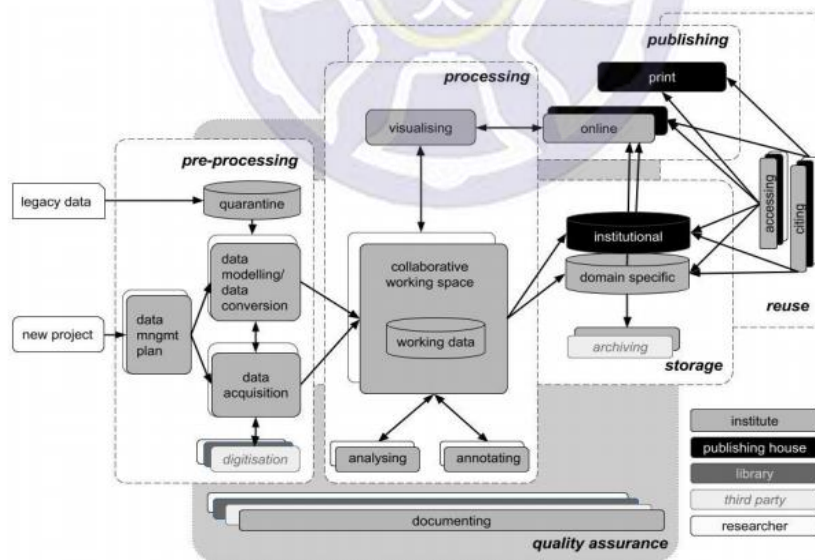 publishing
print
processing
visualising
online
pre-processing
legacy data
quarantine
accessing
citing
institutional
data
modelling/
data
conversion
collaborative
working space
domain specific
reuse
new project
data
mngmt
plan
working data
archiving
data
acquisition
storage
digitisation
analysing
annotating
institute
publishing house
library
third party
researcher
documenting
quality assurance